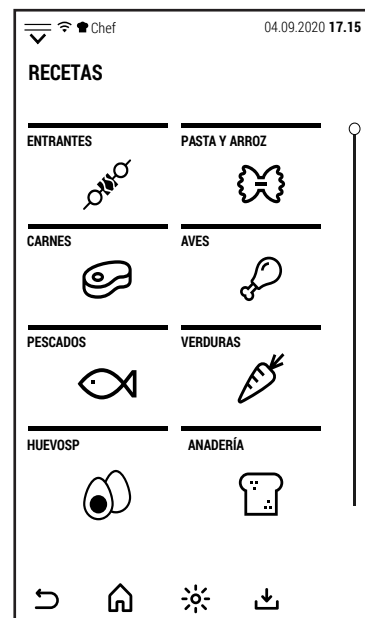 Chef 04.09.2020 17.15
RECETAS
ENTRANTES PASTA Y ARROZ
CARNES AVES
PESCADOS VERDURAS
HUEVOSP ANADERÍA